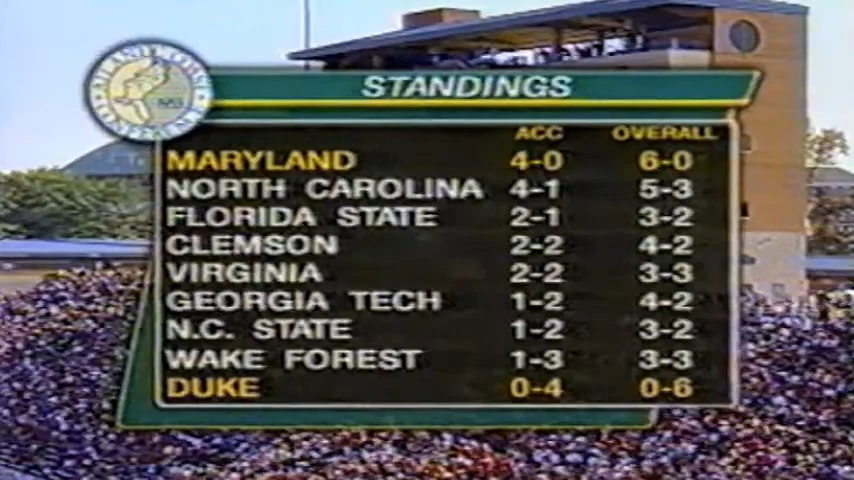 STANDINGS
ACC OVERALL
MARYLAND 4-0 6-0
NORTH CAROLINA 4-1 5-3
FLORIDA STATE 2-1 3-2
CLEMSON 2-2 4-2
VIRGINIA 2-2 3-3
GEORGIA TECH 1-2 4-2
N.C. STATE 1-2 3-2
WAKE FOREST 1-3 3-3
DUKE 0-4 0-6